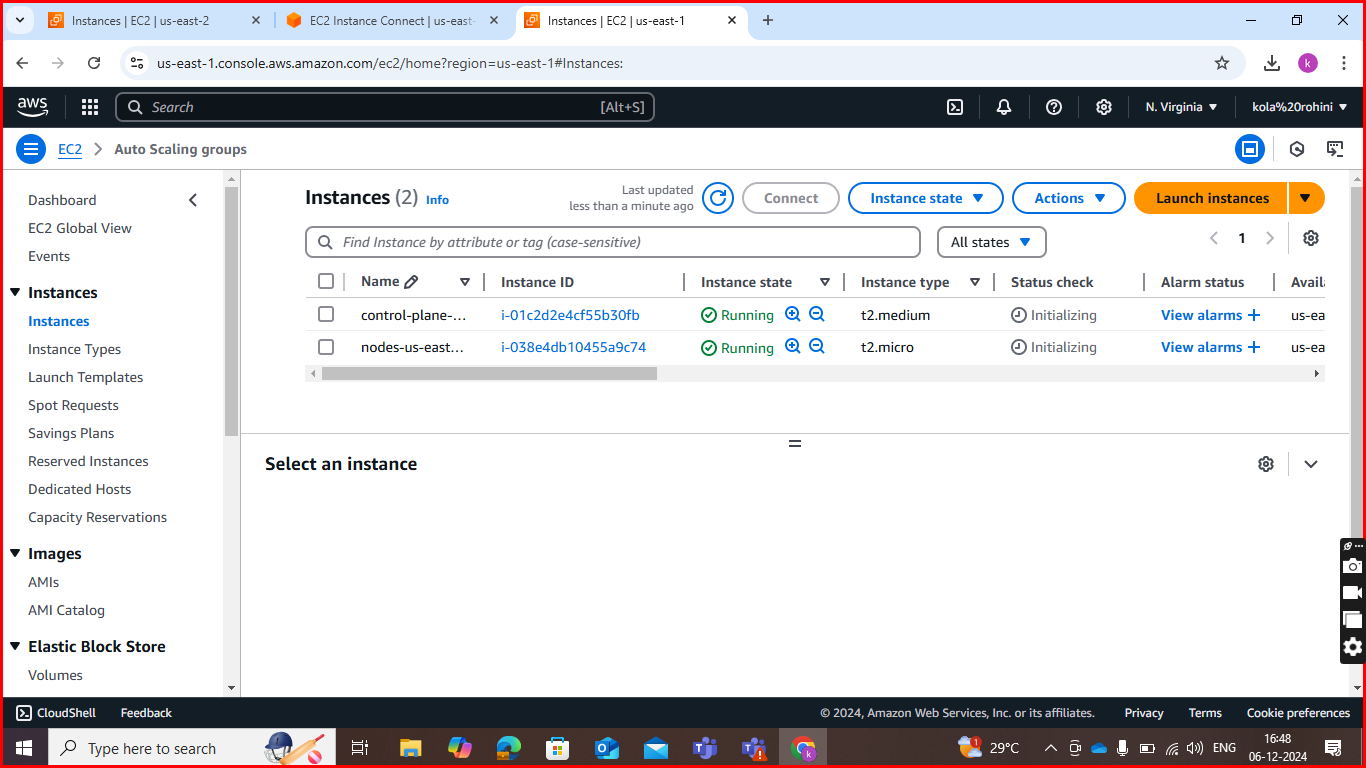 Instances | EC2 | us-east-2
EC2 Instance Connect | us-east-
Instances | EC2 | us-east-1
us-east-1.console.aws.amazon.com/ec2/home?region=us-east-1#Instances:
k
aws
Search
[Alt+S]
N. Virginia
kola%20rohini
EC2
Auto Scaling groups
Dashboard
EC2 Global View
Events
Instances
Instances
Instance Types
Launch Templates
Spot Requests
Savings Plans
Reserved Instances
Dedicated Hosts
Capacity Reservations
Images
AMIs
AMI Catalog
Elastic Block Store
Volumes
Instances (2) Info
Last updated
less than a minute ago
Connect
Instance state
Actions
Launch instances
Find Instance by attribute or tag (case-sensitive)
All states
1
Name Instance ID Instance state Instance type Status check Alarm status Availa
control-plane-... i-01c2d2e4cf55b30fb Running t2.medium Initializing View alarms + us-ea
nodes-us-east... i-038e4db10455a9c74 Running t2.micro Initializing View alarms + us-ea
Select an instance
CloudShell
Feedback
© 2024, Amazon Web Services, Inc. or its affiliates.
Privacy
Terms
Cookie preferences
Type here to search
k
1
29°C
ENG
16:48
06-12-2024